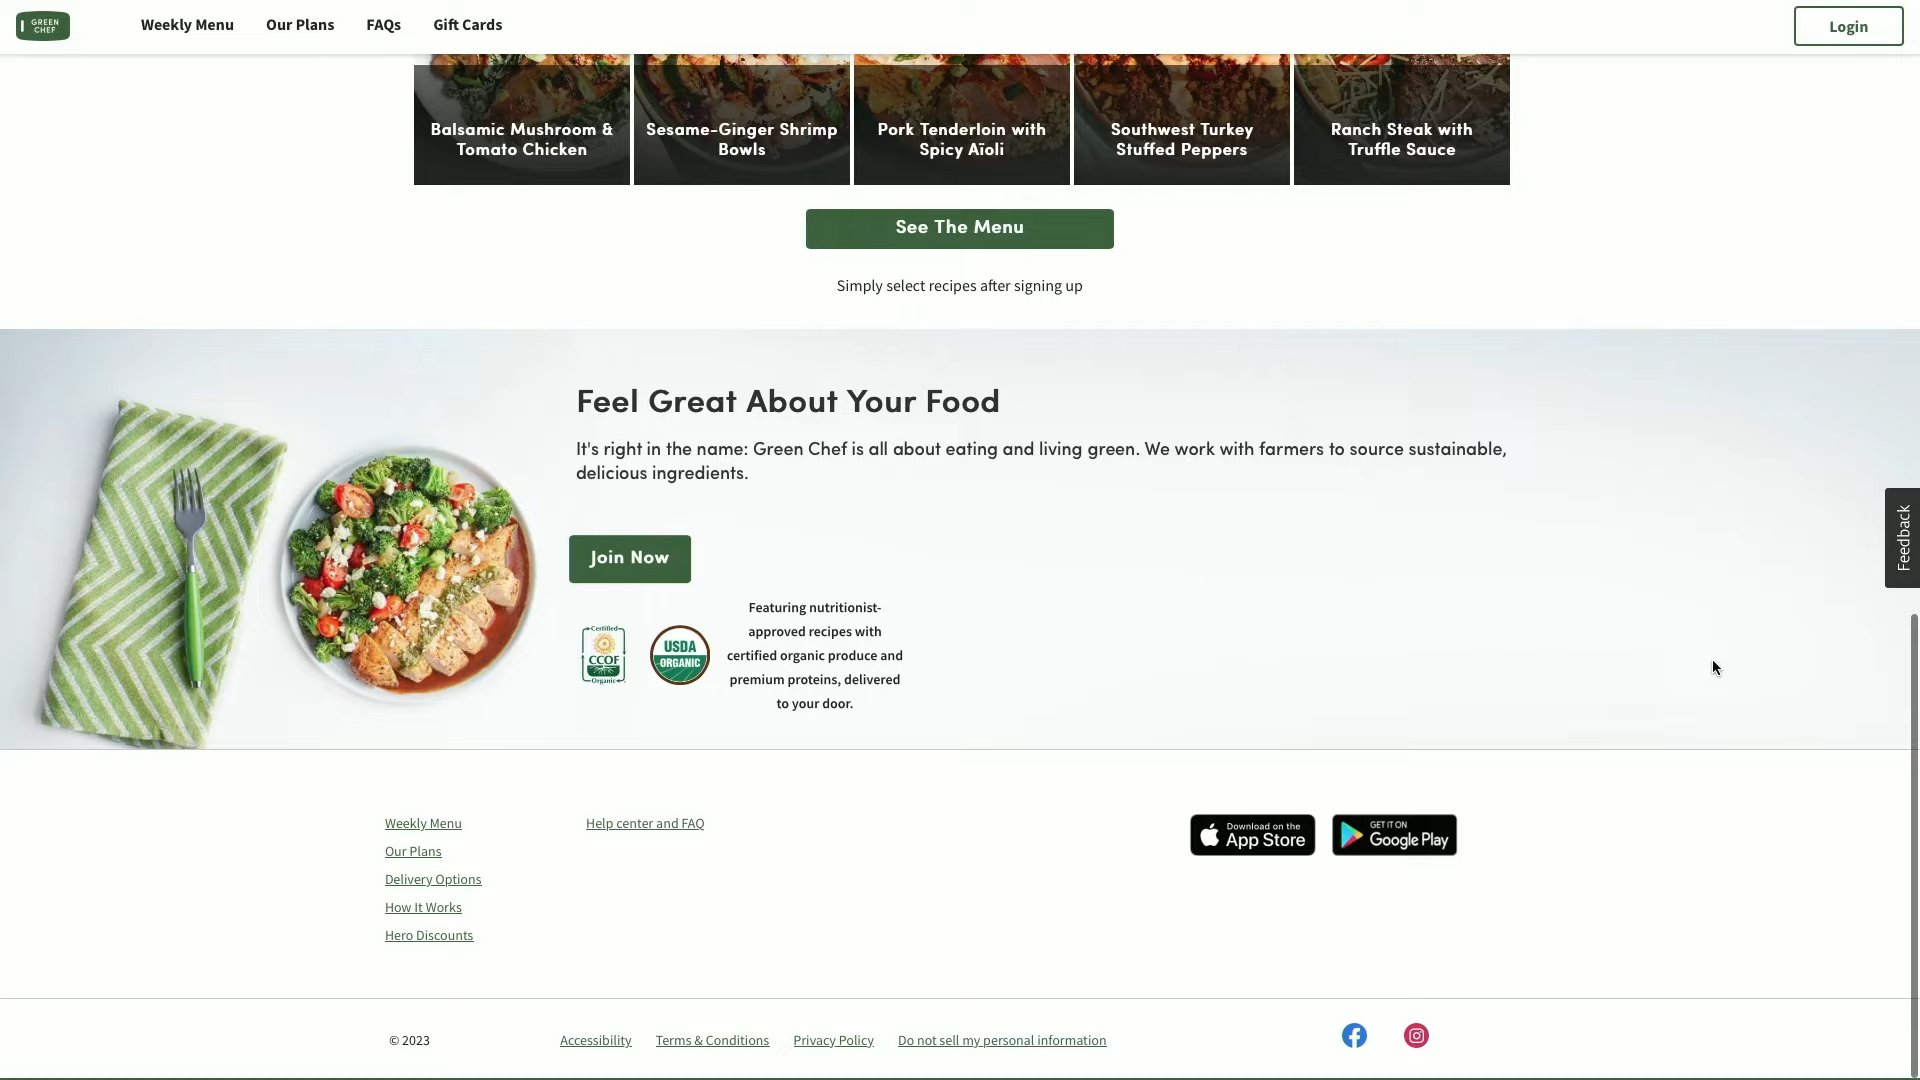 GREEN CHEF
Weekly Menu
Our Plans
FAQs
Gift Cards
Login
Balsamic Mushroom &
Tomato Chicken
Sesame-Ginger Shrimp
Bowls
Pork Tenderloin with
Spicy Aïoli
Southwest Turkey
Stuffed Peppers
Ranch Steak with
Truffle Sauce
See The Menu
Simply select recipes after signing up
Feel Great About Your Food
It's right in the name: Green Chef is all about eating and living green. We work with farmers to source sustainable,
delicious ingredients.
Join Now
Certified
CCOF
Organic
USDA
ORGANIC
Featuring nutritionist-
approved recipes with
certified organic produce and
premium proteins, delivered
to your door.
Feedback
Weekly Menu
Our Plans
Delivery Options
How It Works
Hero Discounts
Help center and FAQ
Download on the
App Store
GET IT ON
Google Play
© 2023
Accessibility
Terms & Conditions
Privacy Policy
Do not sell my personal information